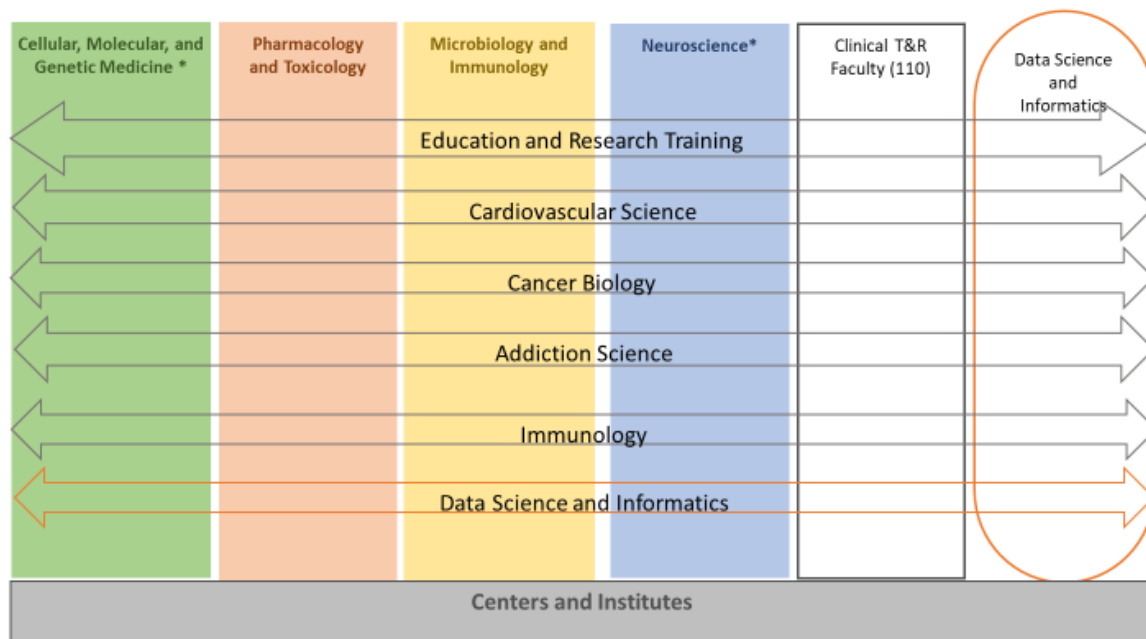 Cellular, Molecular, and
Genetic Medicine *
Pharmacology
and Toxicology
Microbiology and
Immunology
Neuroscience*
Clinical T&R
Faculty (110)
Data Science
and
Informatics
Education and Research Training
Cardiovascular Science
Cancer Biology
Addiction Science
Immunology
Data Science and Informatics
Centers and Institutes